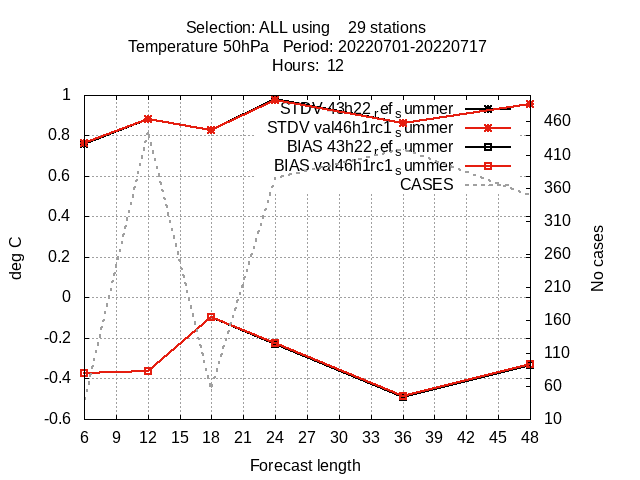 Selection: ALL using    29 stations
Temperature 50hPa   Period: 20220701-20220717
Hours:  12
STDV 43h22_ref_summer
STDV val46h1rc1_summer
BIAS 43h22_ref_summer
BIAS val46h1rc1_summer
CASES
1
0.8
0.6
0.4
0.2
0
-0.2
-0.4
-0.6
deg C
460
410
360
310
260
210
160
110
60
10
No cases
6 9 12 15 18 21 24 27 30 33 36 39 42 45 48
Forecast length